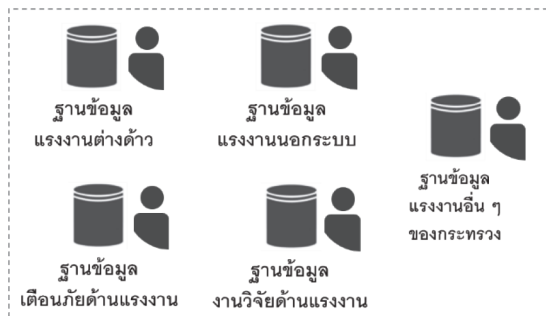 ฐานข้อมูล
แรงงานต่างด้าว
ฐานข้อมูล
แรงงานนอกระบบ
ฐานข้อมูล
แรงงานอื่น ๆ
ของกระทรวง
ฐานข้อมูล
เตือนภัยด้านแรงงาน
ฐานข้อมูล
งานวิจัยด้านแรงงาน